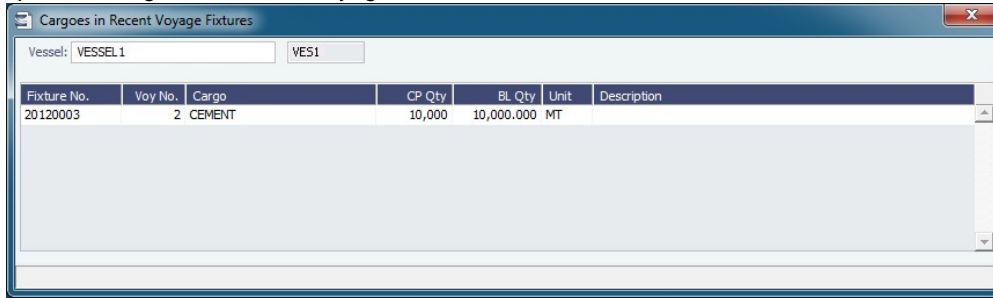 Cargoes in Recent Voyage Fixtures
Vessel: VESSEL1 VES1
Fixture No. Voy No. Cargo CP Qty BL Qty Unit Description
20120003 2 CEMENT 10,000 10,000.000 MT